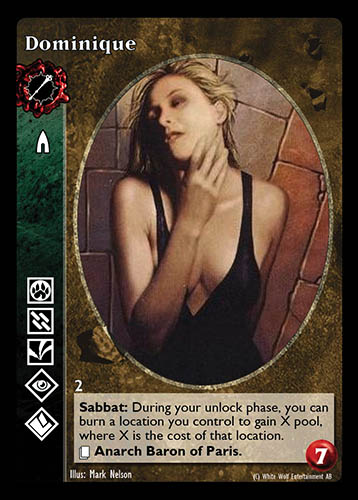 Dominique
2
Sabbat: During your unlock phase, you can
burn a location you control to gain X pool,
where X is the cost of that location.
Anarch Baron of Paris.
7
Illus: Mark Nelson
(C) White Wolf Entertainment AB